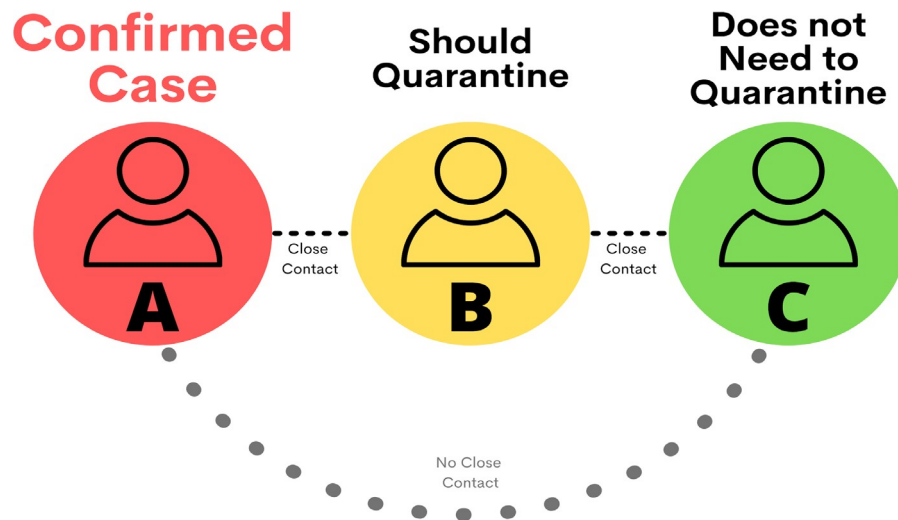 Confirmed
Case
Should
Quarantine
Does not
Need to
Quarantine
Close
Contact
Close
Contact
A
B
C
No Close
Contact